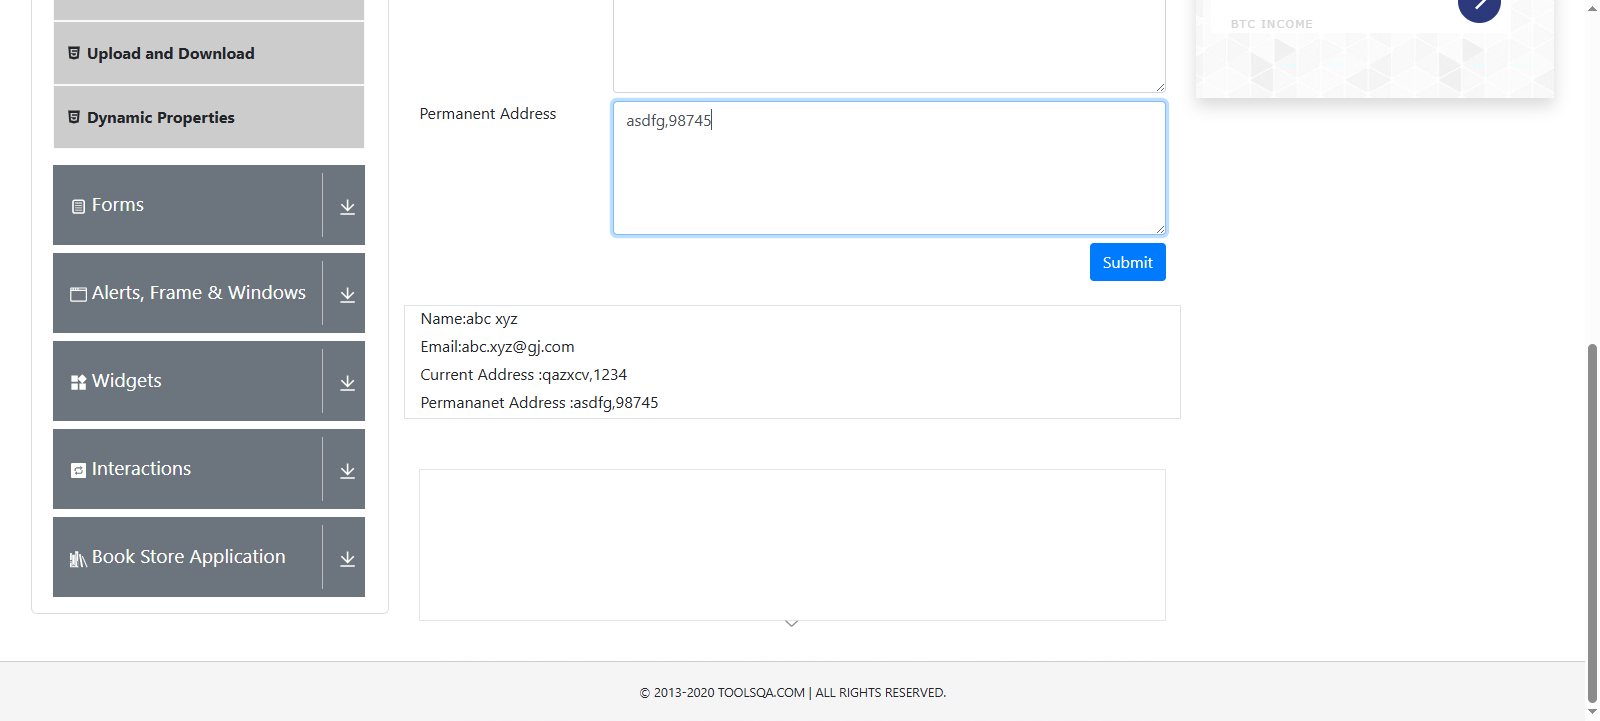 Upload and Download
Dynamic Properties
Forms
Alerts, Frame & Windows
Widgets
Interactions
Book Store Application
Permanent Address
asdfg,98745
Submit
Name:abc xyz
Email:abc.xyz@gj.com
Current Address :qazxcv,1234
Permananet Address :asdfg,98745
BTC INCOME
© 2013-2020 TOOLSQA.COM | ALL RIGHTS RESERVED.